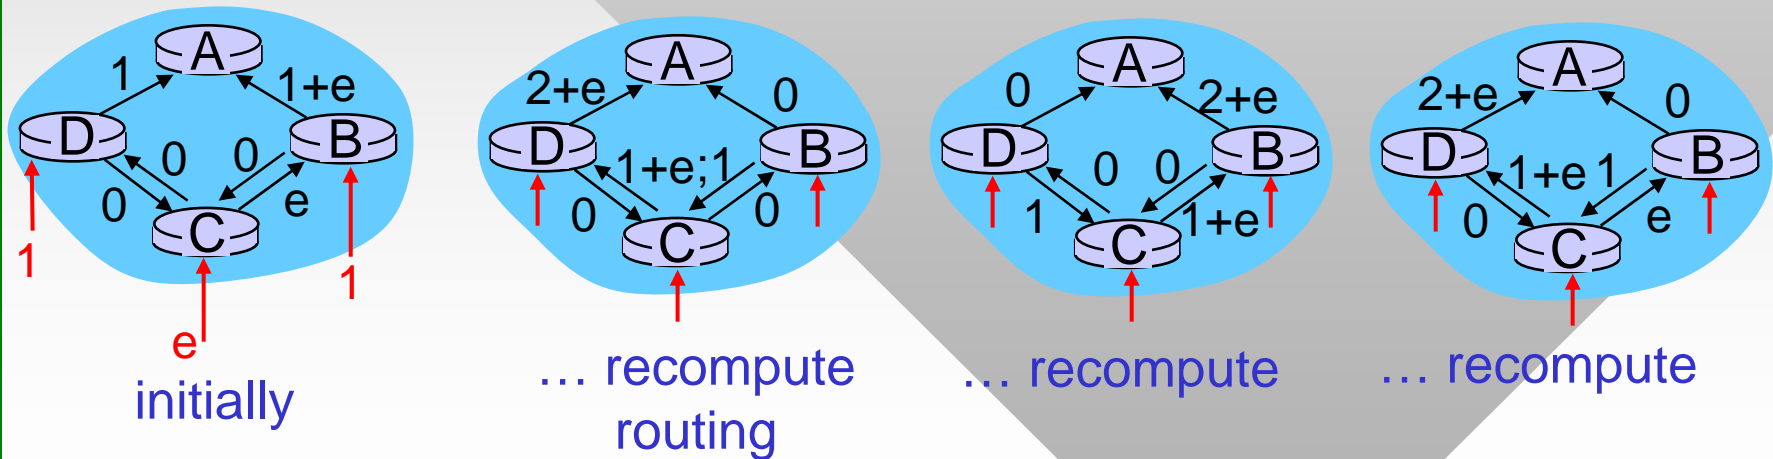 A
1
1+e
D
B
0
0
0
e
C
1
1
e
initially
A
2+e
0
D
B
1+e;1
0
0
C
… recompute
routing
A
0
2+e
D
B
0
0
1
1+e
C
… recompute
A
2+e
0
D
B
1+e
1
0
e
C
… recompute